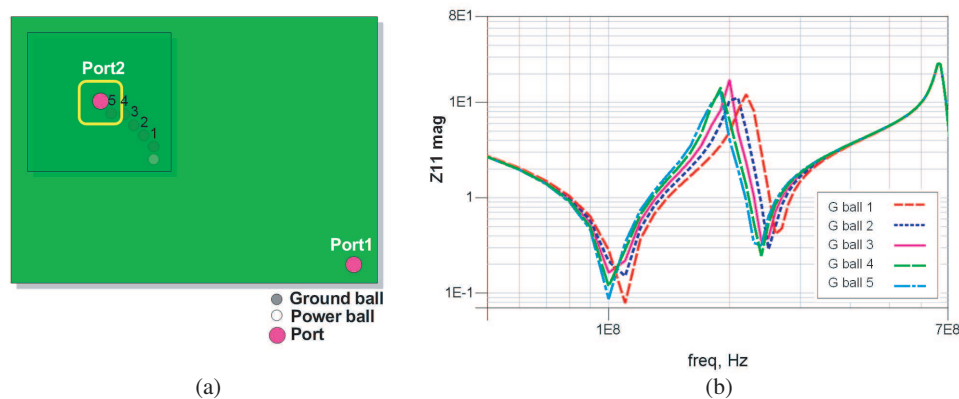 (a)
Port2
5
4
3
2
1
Port1
Ground ball
Power ball
Port
(b)
8E1
1E1
1
1E-1
Z11 mag
1E8
7E8
freq, Hz
G ball 1
G ball 2
G ball 3
G ball 4
G ball 5
(a)
(b)